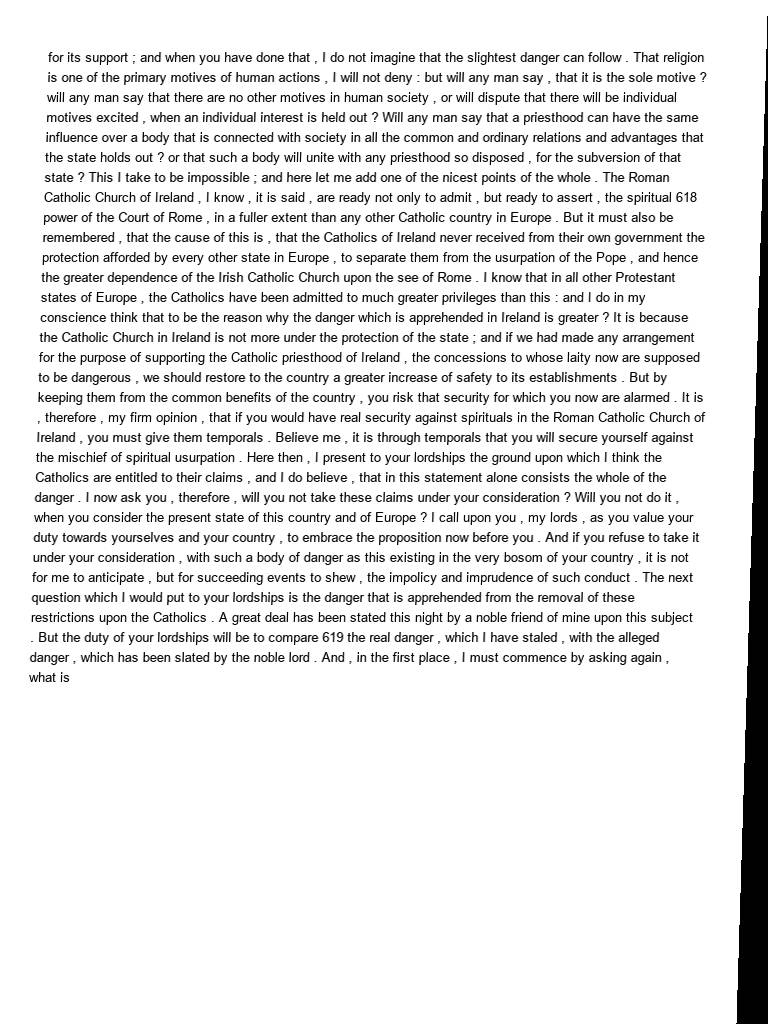 for its support ; and when you have done that , I do not imagine that the slightest danger can follow . That religion
is one of the primary motives of human actions , I will not deny : but will any man say , that it is the sole motive ?
will any man say that there are no other motives in human society , or will dispute that there will be individual
motives excited , when an individual interest is held out ? Will any man say that a priesthood can have the same
influence over a body that is connected with society in all the common and ordinary relations and advantages that
the state holds out ? or that such a body will unite with any priesthood so disposed , for the subversion of that
state ? This I take to be impossible ; and here let me add one of the nicest points of the whole . The Roman
Catholic Church of Ireland , I know , it is said , are ready not only to admit , but ready to assert , the spiritual 618
power of the Court of Rome , in a fuller extent than any other Catholic country in Europe . But it must also be
remembered , that the cause of this is , that the Catholics of Ireland never received from their own government the
protection afforded by every other state in Europe , to separate them from the usurpation of the Pope , and hence
the greater dependence of the Irish Catholic Church upon the see of Rome . I know that in all other Protestant
states of Europe , the Catholics have been admitted to much greater privileges than this : and I do in my
conscience think that to be the reason why the danger which is apprehended in Ireland is greater ? It is because
the Catholic Church in Ireland is not more under the protection of the state ; and if we had made any arrangement
for the purpose of supporting the Catholic priesthood of Ireland , the concessions to whose laity now are supposed
to be dangerous , we should restore to the country a greater increase of safety to its establishments . But by
keeping them from the common benefits of the country , you risk that security for which you now are alarmed . It is
, therefore , my firm opinion , that if you would have real security against spirituals in the Roman Catholic Church of
Ireland , you must give them temporals . Believe me , it is through temporals that you will secure yourself against
the mischief of spiritual usurpation . Here then , I present to your lordships the ground upon which I think the
Catholics are entitled to their claims , and I do believe , that in this statement alone consists the whole of the
danger . I now ask you , therefore , will you not take these claims under your consideration ? Will you not do it ,
when you consider the present state of this country and of Europe ? I call upon you , my lords , as you value your
duty towards yourselves and your country , to embrace the proposition now before you . And if you refuse to take it
under your consideration , with such a body of danger as this existing in the very bosom of your country , it is not
for me to anticipate , but for succeeding events to shew , the impolicy and imprudence of such conduct . The next
question which I would put to your lordships is the danger that is apprehended from the removal of these
restrictions upon the Catholics . A great deal has been stated this night by a noble friend of mine upon this subject
. But the duty of your lordships will be to compare 619 the real danger , which I have staled , with the alleged
danger , which has been slated by the noble lord . And , in the first place , I must commence by asking again ,
what is